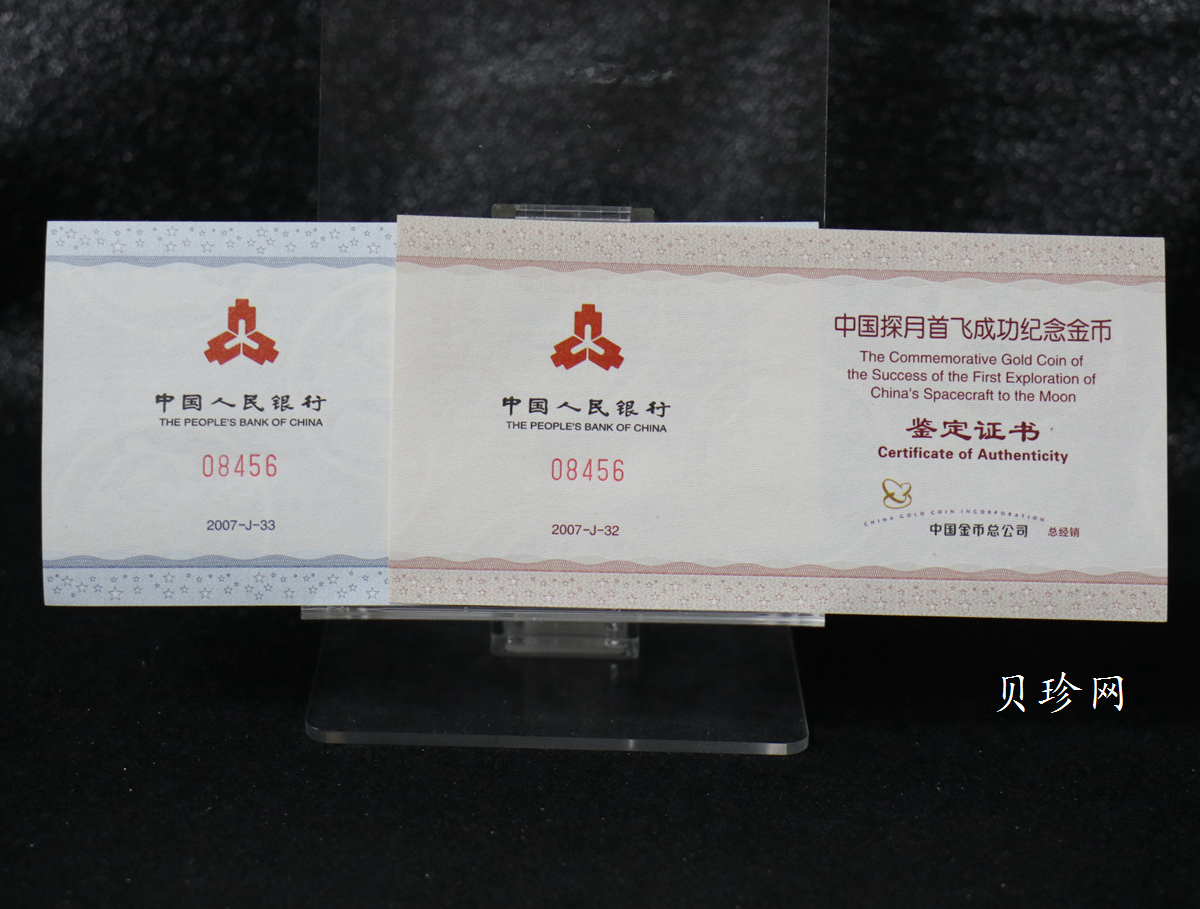 中国人民银行
THE PEOPLE'S BANK OF CHINA
08456
2007-J-33
中国人民银行
THE PEOPLE'S BANK OF CHINA
08456
2007-J-32
中国探月首飞成功纪念金币
The Commemorative Gold Coin of
the Success of the First Exploration of
China's Spacecraft to the Moon
鉴定证书
Certificate of Authenticity
CHINA GOLD COIN INCORPORATION
中国金币总公司 总经销
贝珍网